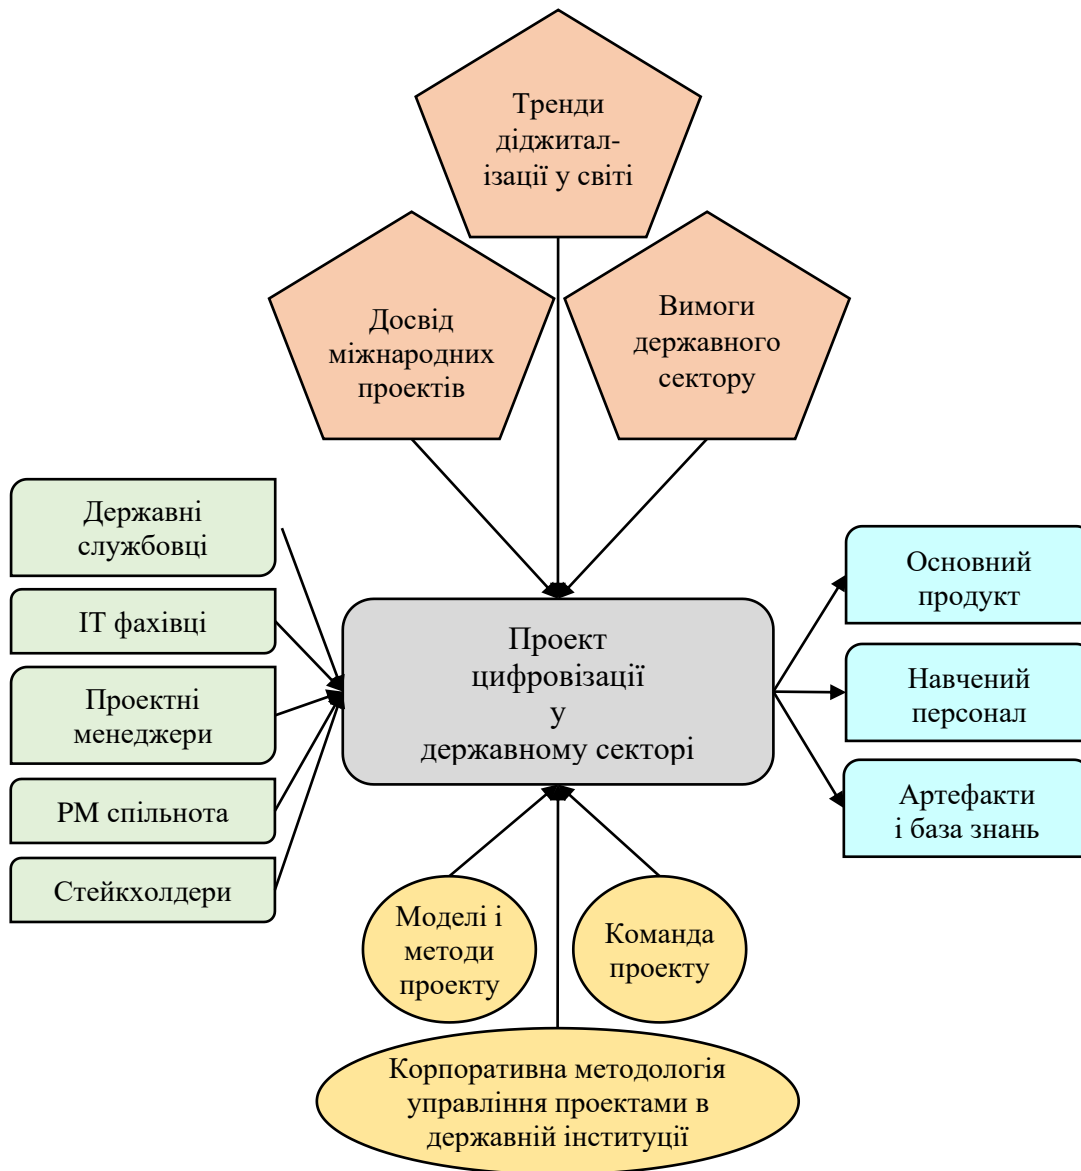 Тренди
діджитал-
ізації у світі
Досвід
міжнародних
проектів
Вимоги
державного
сектору
Державні
службовці
ІТ фахівці
Проектні
менеджери
РМ спільнота
Стейкхолдери
Проект
цифровізації
у
державному секторі
Основний
продукт
Навчений
персонал
Артефакти
і база знань
Моделі і
методи
проекту
Команда
проекту
Корпоративна методологія
управління проектами в
державній інституції